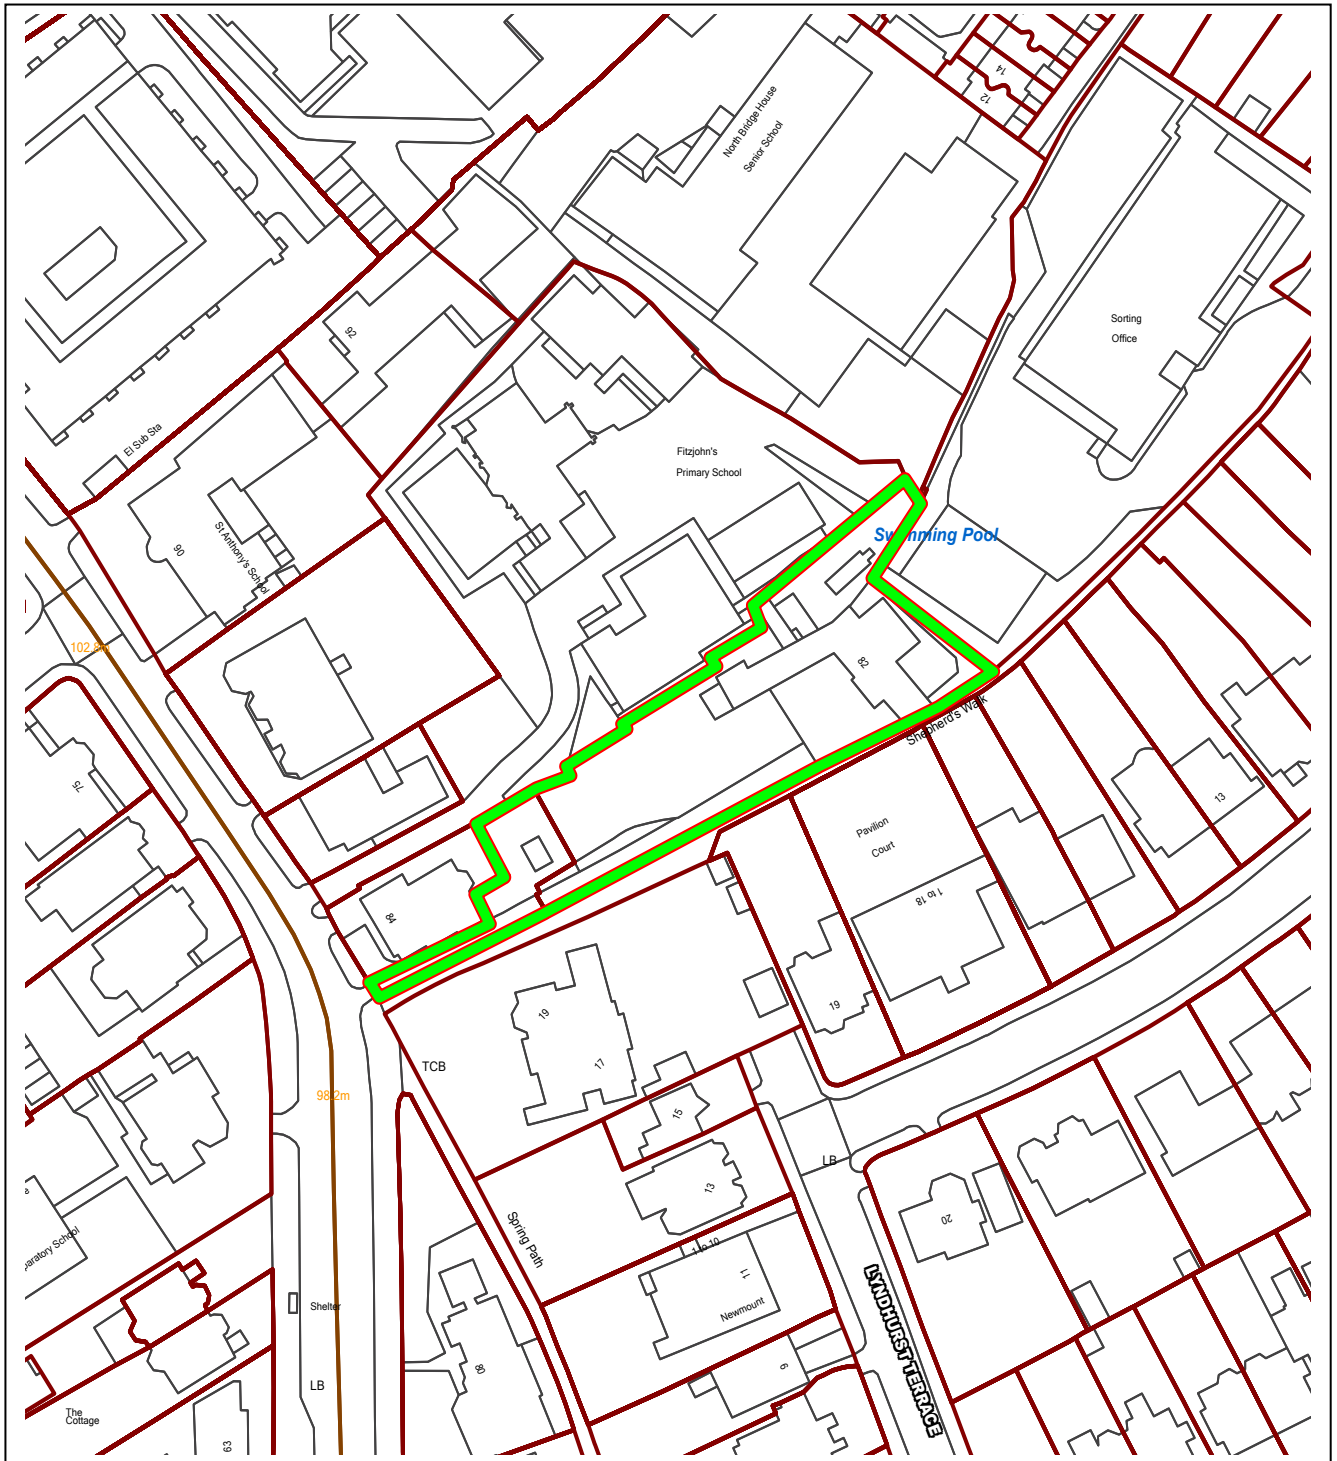 14
12
North Bridge House
Senior School
Sorting
Office
92
El Sub Sta
Fitzjohn's
Primary School
Swimming Pool
St Anthony's School
90
102.8m
82
Shepherd's Walk
75
13
Pavilion
Court
1 to 18
84
19
19
17
TCB
98.2m
15
LB
13
20
Spring Path
1 to 10
11
Newmount
paratory School
Shelter
LYNDHURST TERRACE
80
9
LB
The
Cottage
63